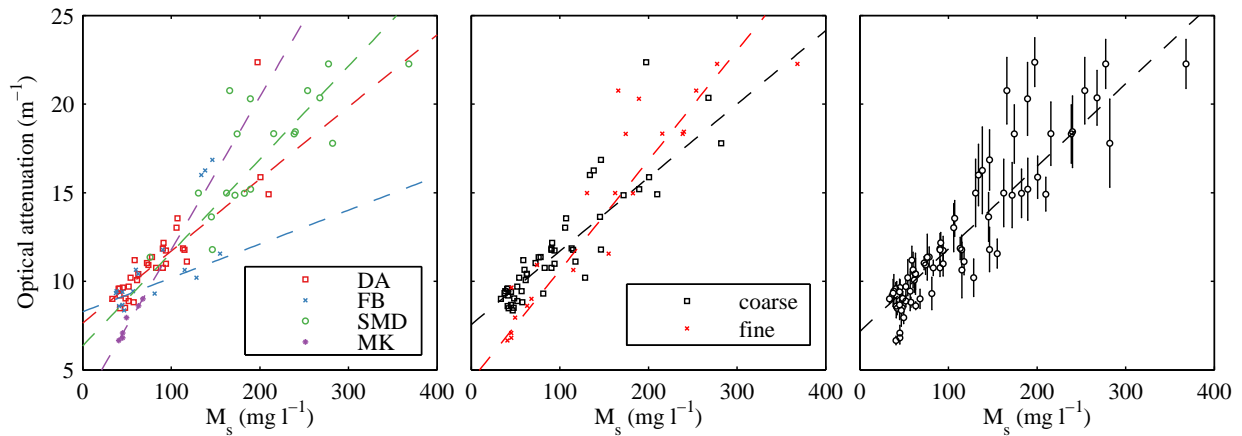 Optical attenuation (m⁻¹)
25
20
15
10
5
DA
FB
SMD
MK
coarse
fine
0 100 200 300 400
0 100 200 300 400
0 100 200 300 400
M_s (mg l⁻¹)
M_s (mg l⁻¹)
M_s (mg l⁻¹)